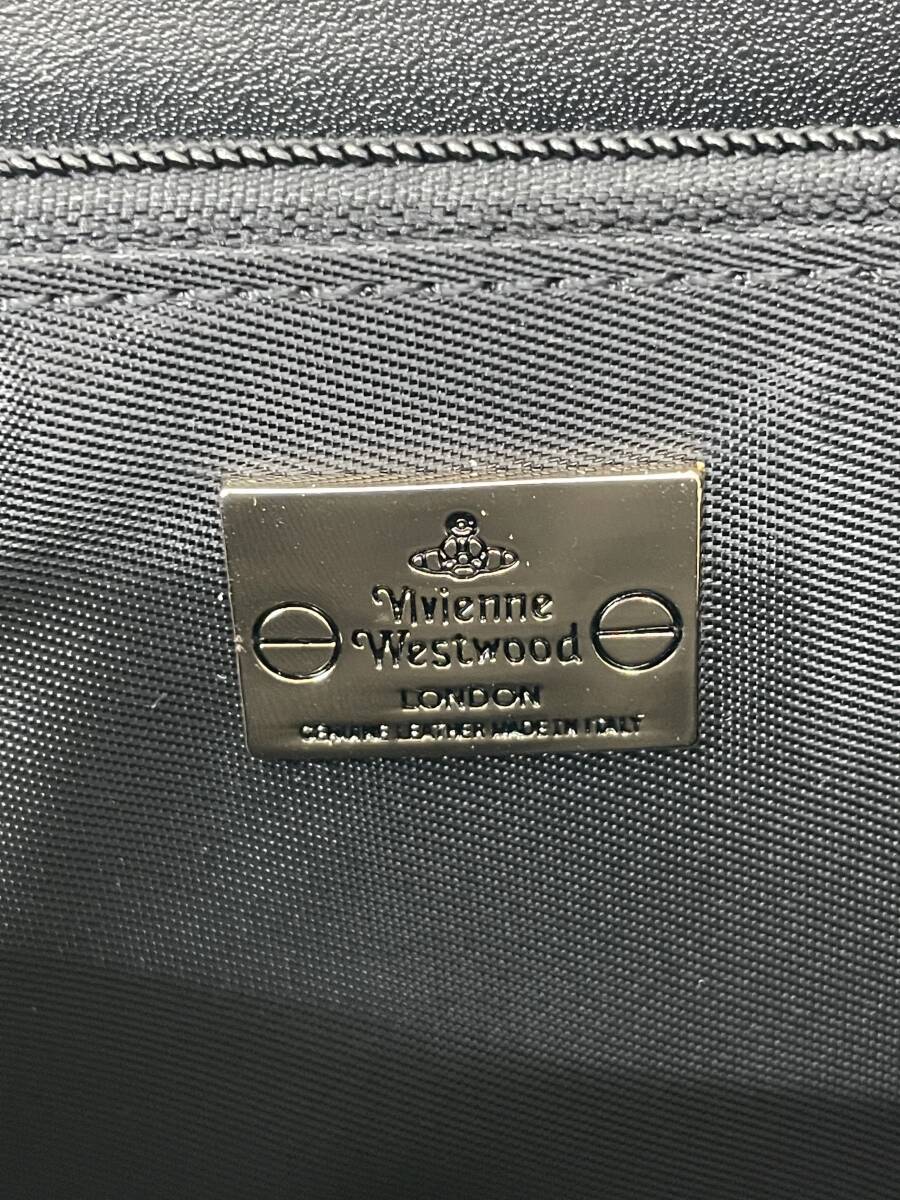 Vivienne
Westwood
LONDON
GENUINE LEATHER MADE IN ITALY